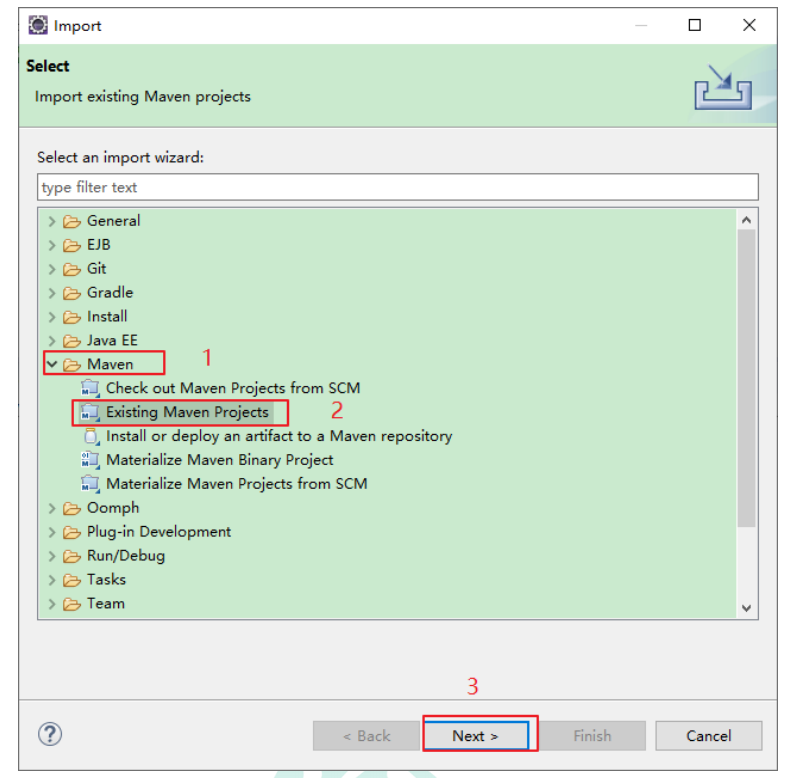 Import
Select
Import existing Maven projects
Select an import wizard:
type filter text
General
EJB
Git
Gradle
Install
Java EE
Maven 1
Check out Maven Projects from SCM
Existing Maven Projects 2
Install or deploy an artifact to a Maven repository
Materialize Maven Binary Project
Materialize Maven Projects from SCM
Oomph
Plug-in Development
Run/Debug
Tasks
Team
3
? < Back Next > Finish Cancel